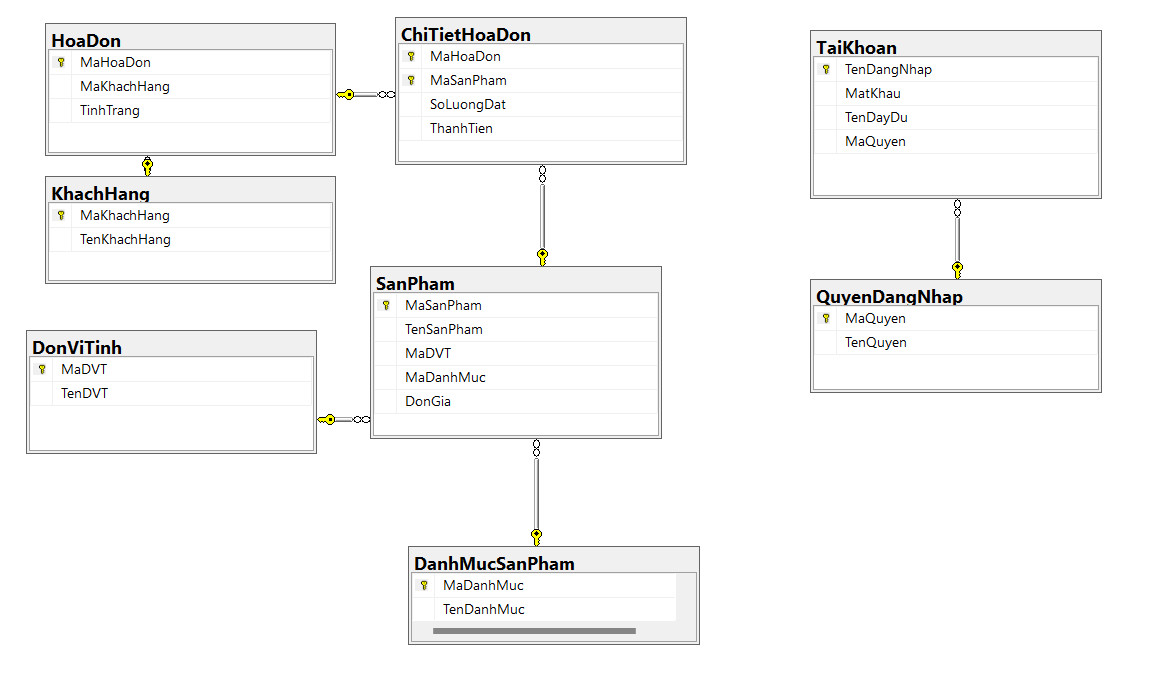 HoaDon
MaHoaDon
MaKhachHang
TinhTrang
KhachHang
MaKhachHang
TenKhachHang
ChiTietHoaDon
MaHoaDon
MaSanPham
SoLuongDat
ThanhTien
SanPham
MaSanPham
TenSanPham
MaDVT
MaDanhMuc
DonGia
DonViTinh
MaDVT
TenDVT
DanhMucSanPham
MaDanhMuc
TenDanhMuc
TaiKhoan
TenDangNhap
MatKhau
TenDayDu
MaQuyen
QuyenDangNhap
MaQuyen
TenQuyen